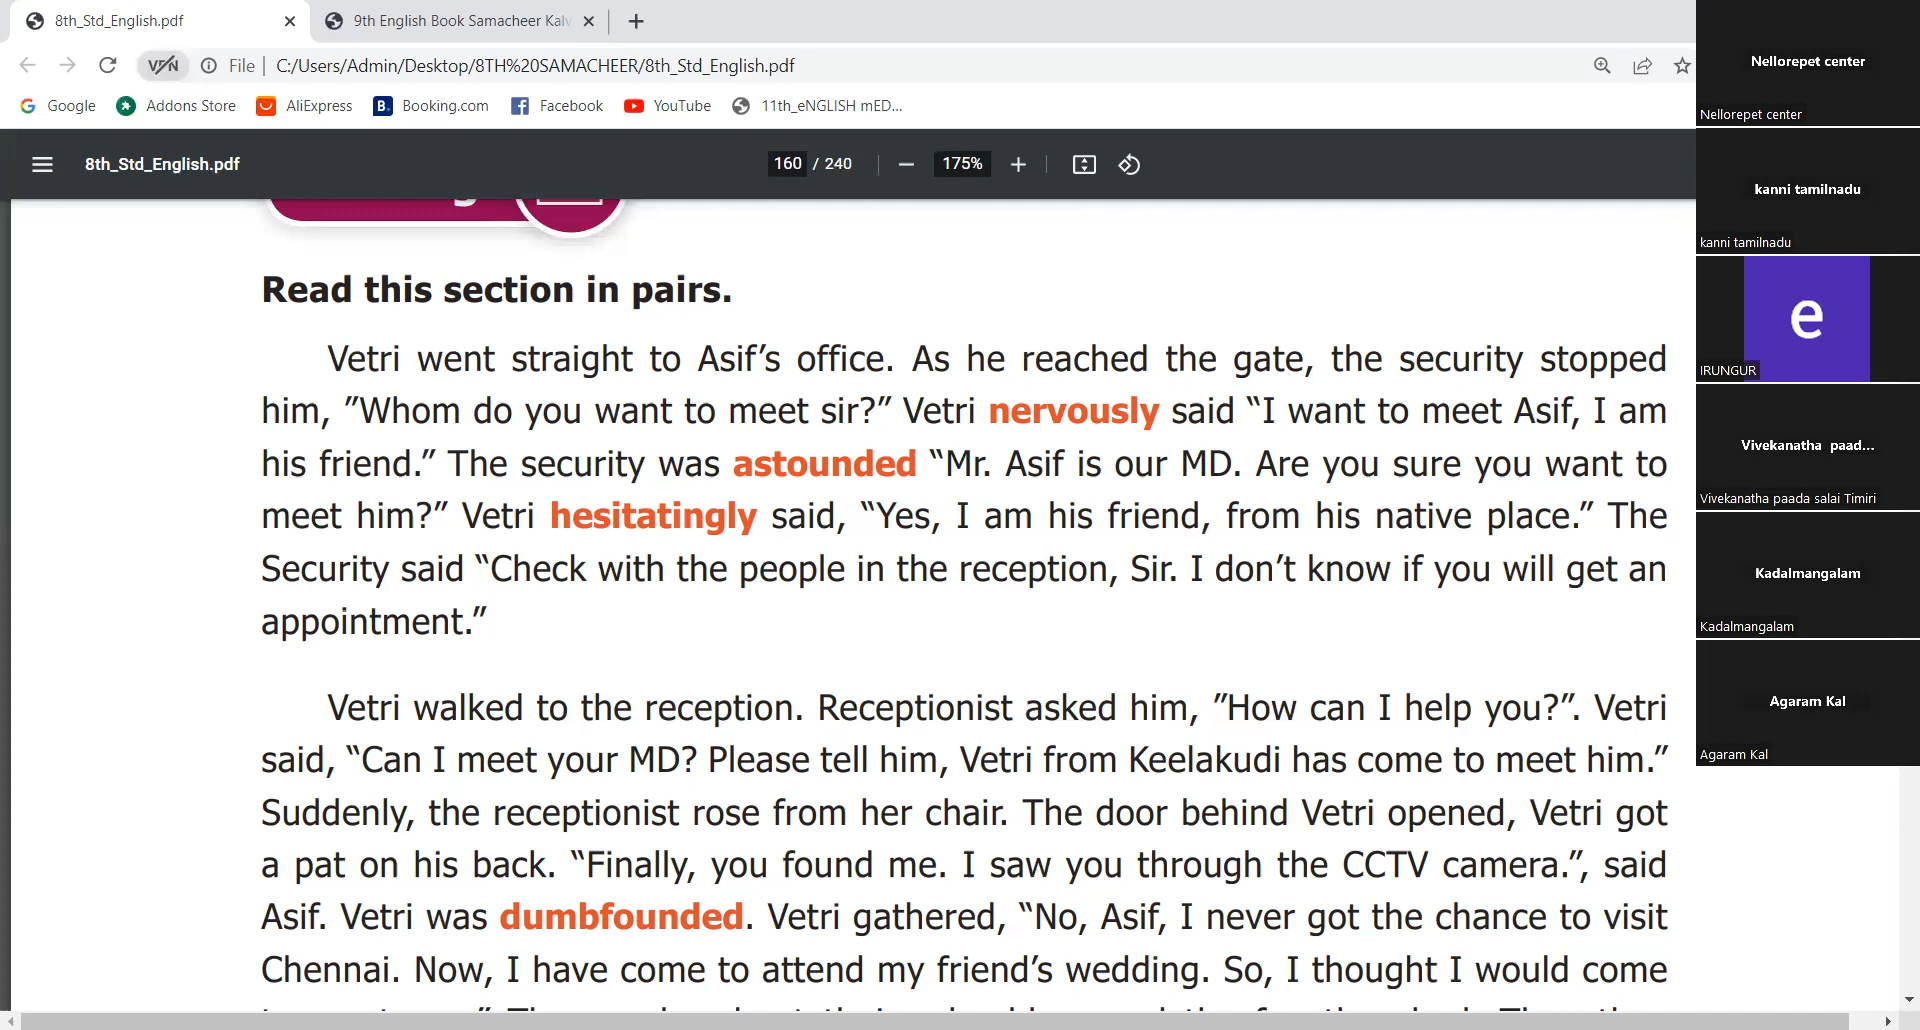 8th_Std_English.pdf
9th English Book Samacheer Kalv
VPN File C:/Users/Admin/Desktop/8TH%20SAMACHEER/8th_Std_English.pdf
Google Addons Store AliExpress B. Booking.com Facebook YouTube 11th_eNGLISH mED...
8th_Std_English.pdf 160 / 240 175%
Read this section in pairs.
Vetri went straight to Asif’s office. As he reached the gate, the security stopped
him, ”Whom do you want to meet sir?” Vetri nervously said “I want to meet Asif, I am
his friend.” The security was astounded “Mr. Asif is our MD. Are you sure you want to
meet him?” Vetri hesitatingly said, “Yes, I am his friend, from his native place.” The
Security said “Check with the people in the reception, Sir. I don’t know if you will get an
appointment.”
Vetri walked to the reception. Receptionist asked him, ”How can I help you?”. Vetri
said, “Can I meet your MD? Please tell him, Vetri from Keelakudi has come to meet him.”
Suddenly, the receptionist rose from her chair. The door behind Vetri opened, Vetri got
a pat on his back. “Finally, you found me. I saw you through the CCTV camera.”, said
Asif. Vetri was dumbfounded. Vetri gathered, “No, Asif, I never got the chance to visit
Chennai. Now, I have come to attend my friend’s wedding. So, I thought I would come
Nellorepet center
Nellorepet center
kanni tamilnadu
kanni tamilnadu
e
IRUNGUR
Vivekanatha paad...
Vivekanatha paada salai Timiri
Kadalmangalam
Kadalmangalam
Agaram Kal
Agaram Kal